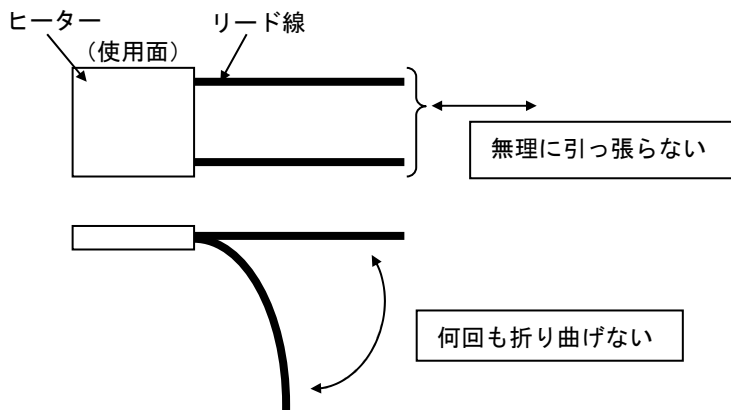 ヒーター
リード線
（使用面）
無理に引っ張らない
何回も折り曲げない